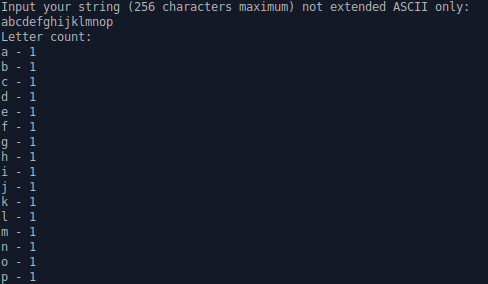 Input your string (256 characters maximum) not extended ASCII only:
abcdefghijklmnop
Letter count:
a - 1
b - 1
c - 1
d - 1
e - 1
f - 1
g - 1
h - 1
i - 1
j - 1
k - 1
l - 1
m - 1
n - 1
o - 1
p - 1